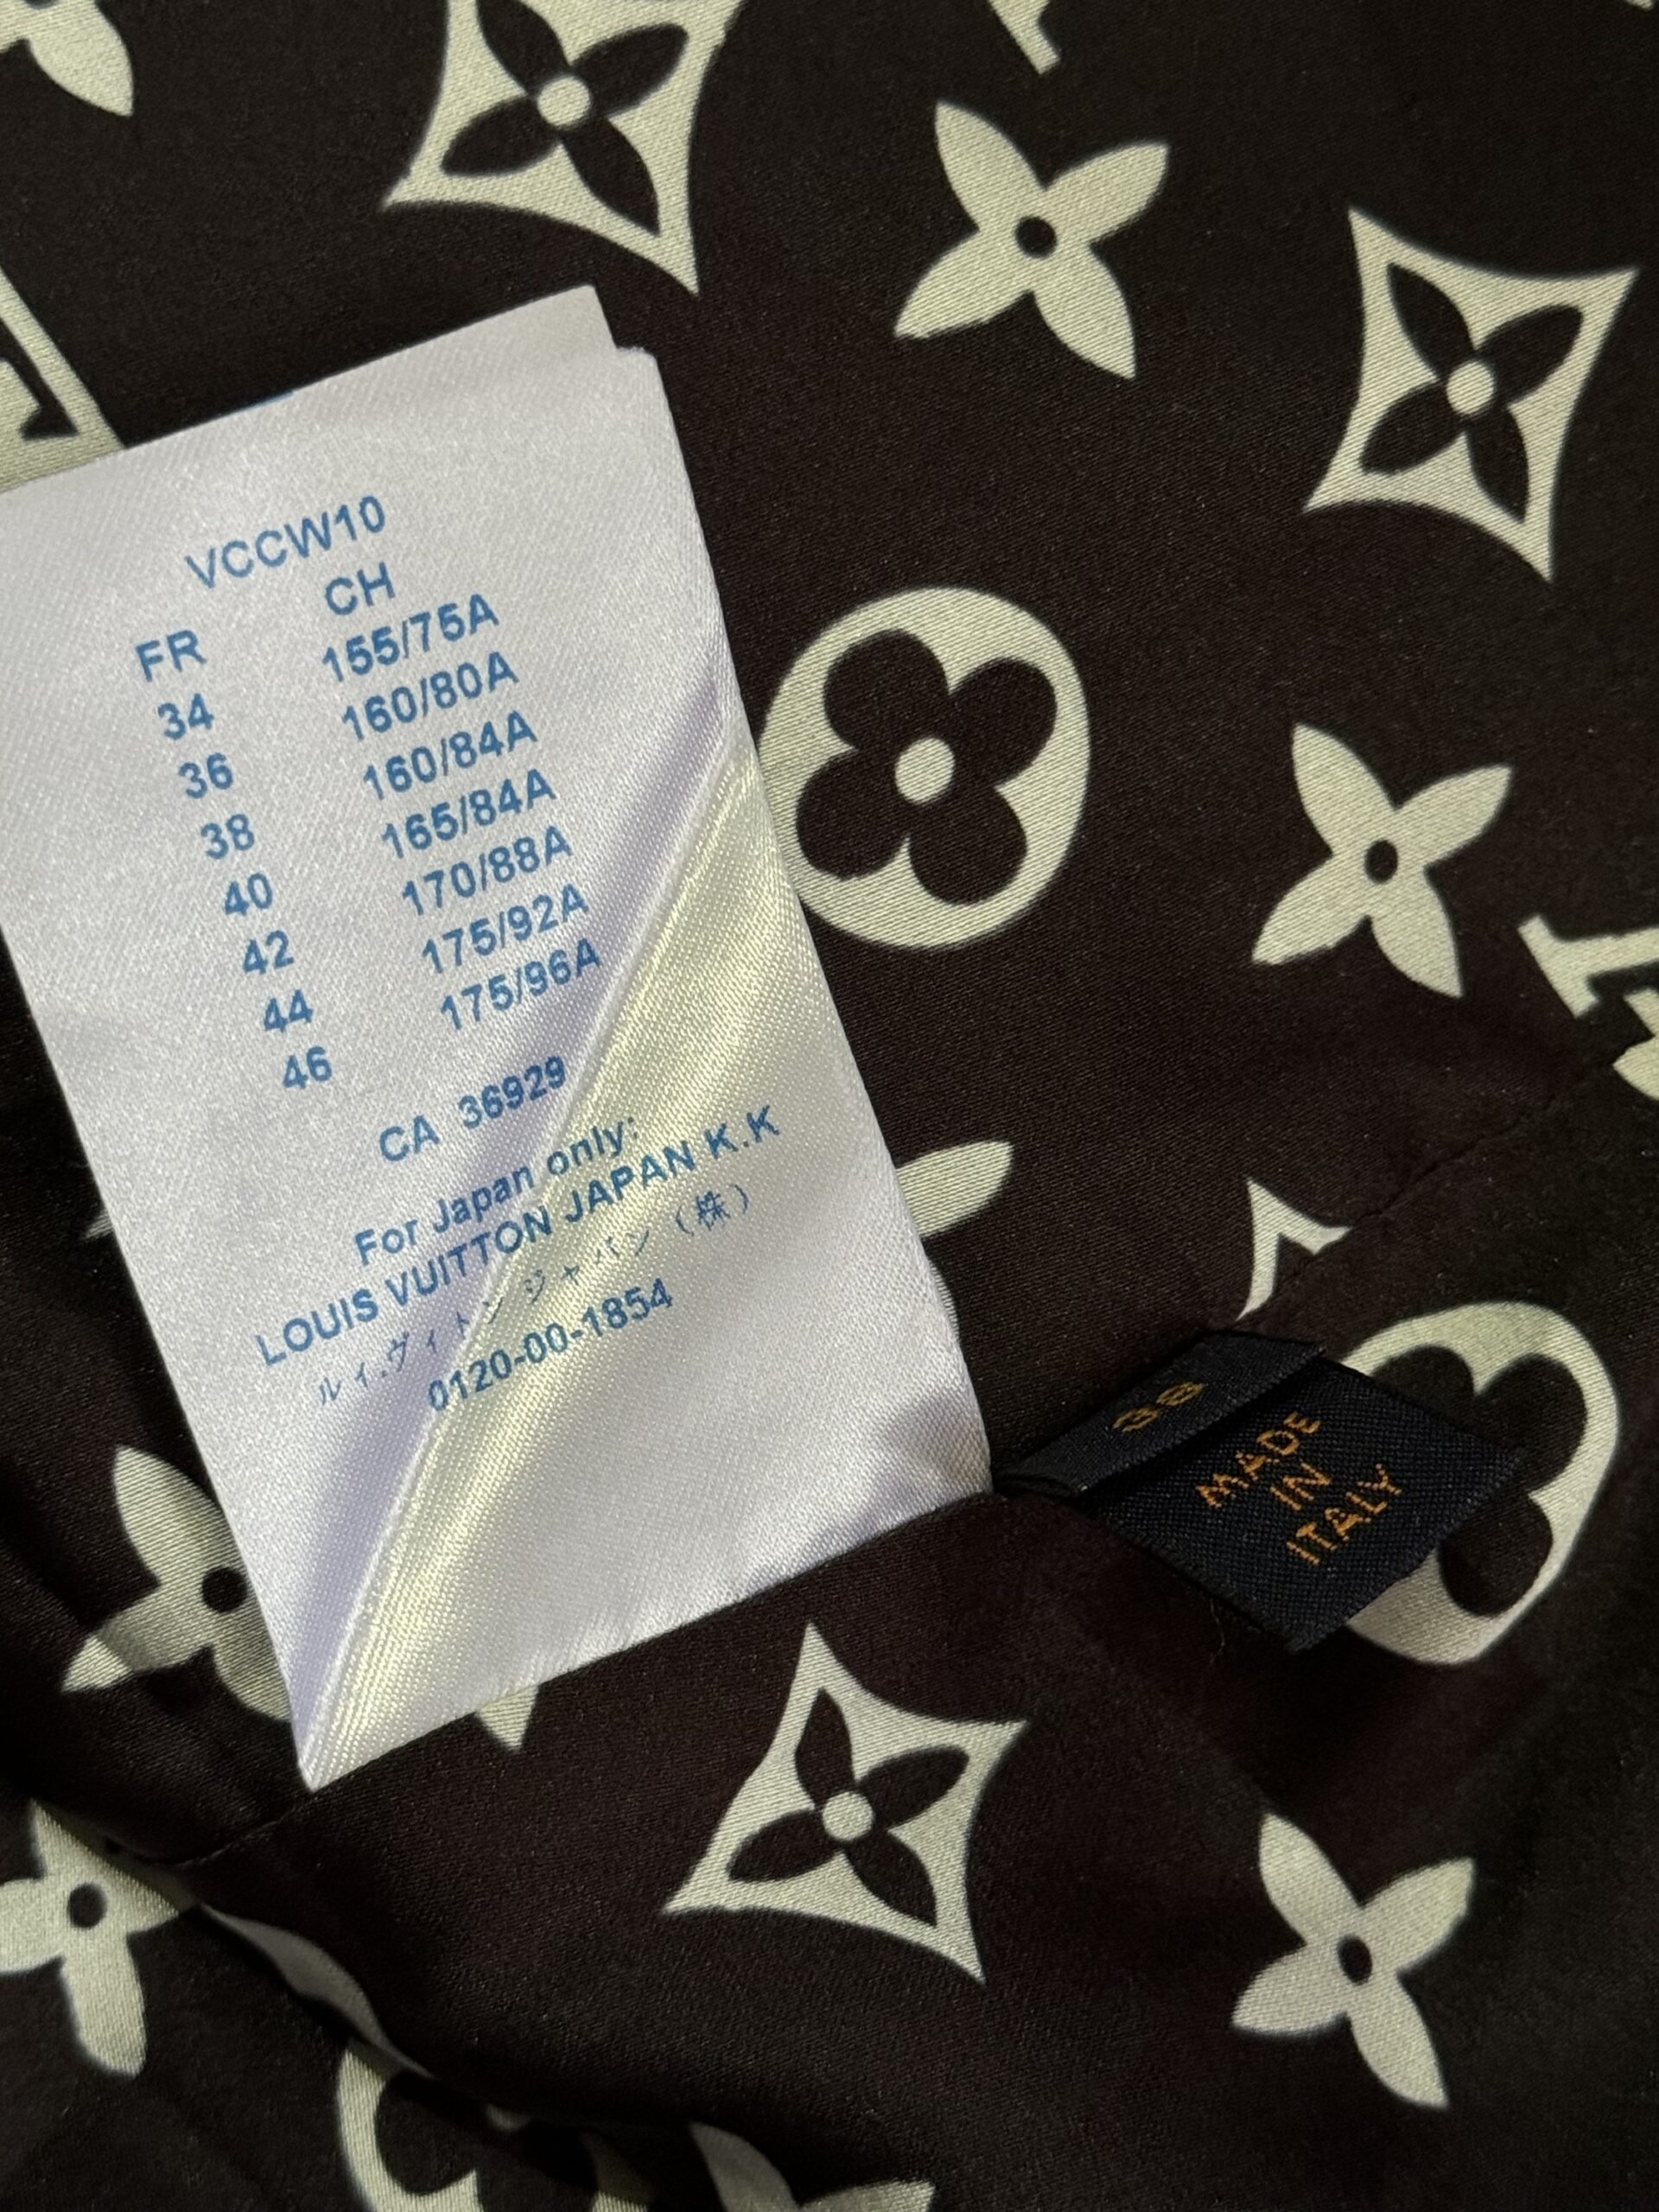 VCCW10
FR CH
34 155/75A
36 160/80A
38 160/84A
40 165/84A
42 170/88A
44 175/92A
46 175/96A
CA 36929
For Japan only:
LOUIS VUITTON JAPAN K.K
ルイ.ヴィトンジャパン (株)
0120-00-1854
MADE
IN
ITALY